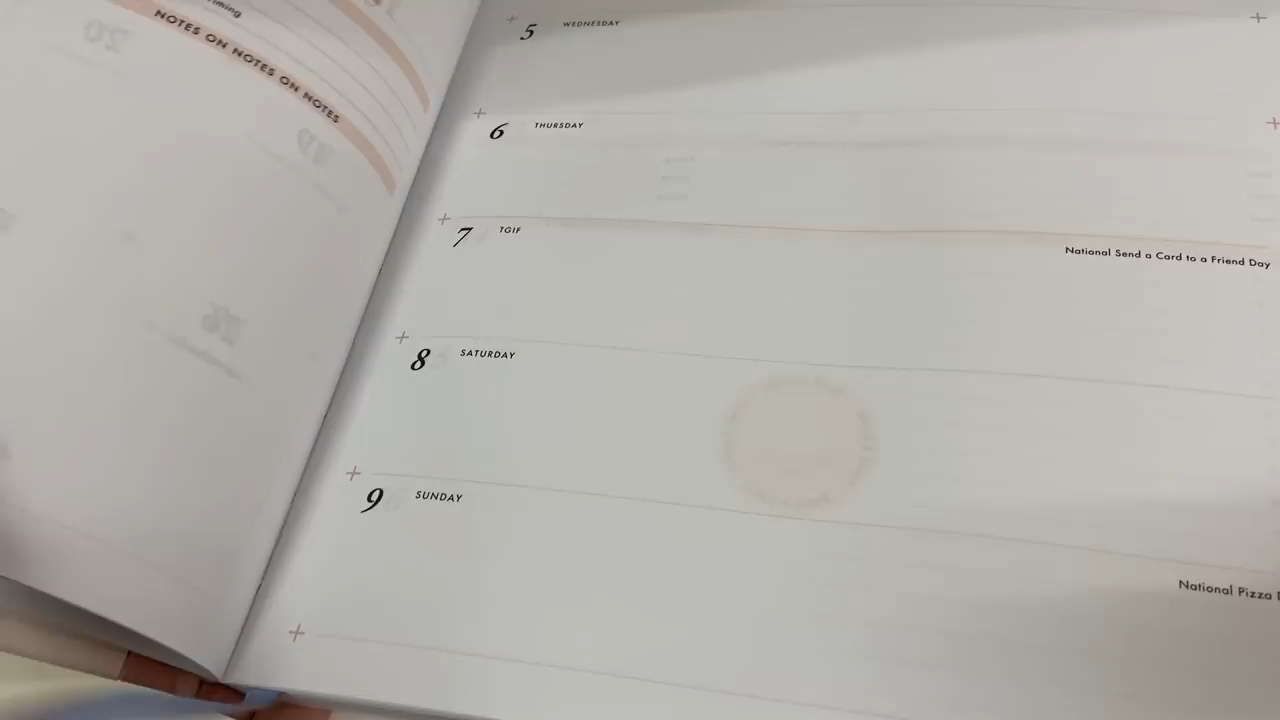 NOTES ON NOTES ON NOTES
5 WEDNESDAY
6 THURSDAY
7 TGIF
National Send a Card to a Friend Day
8 SATURDAY
9 SUNDAY
National Pizza